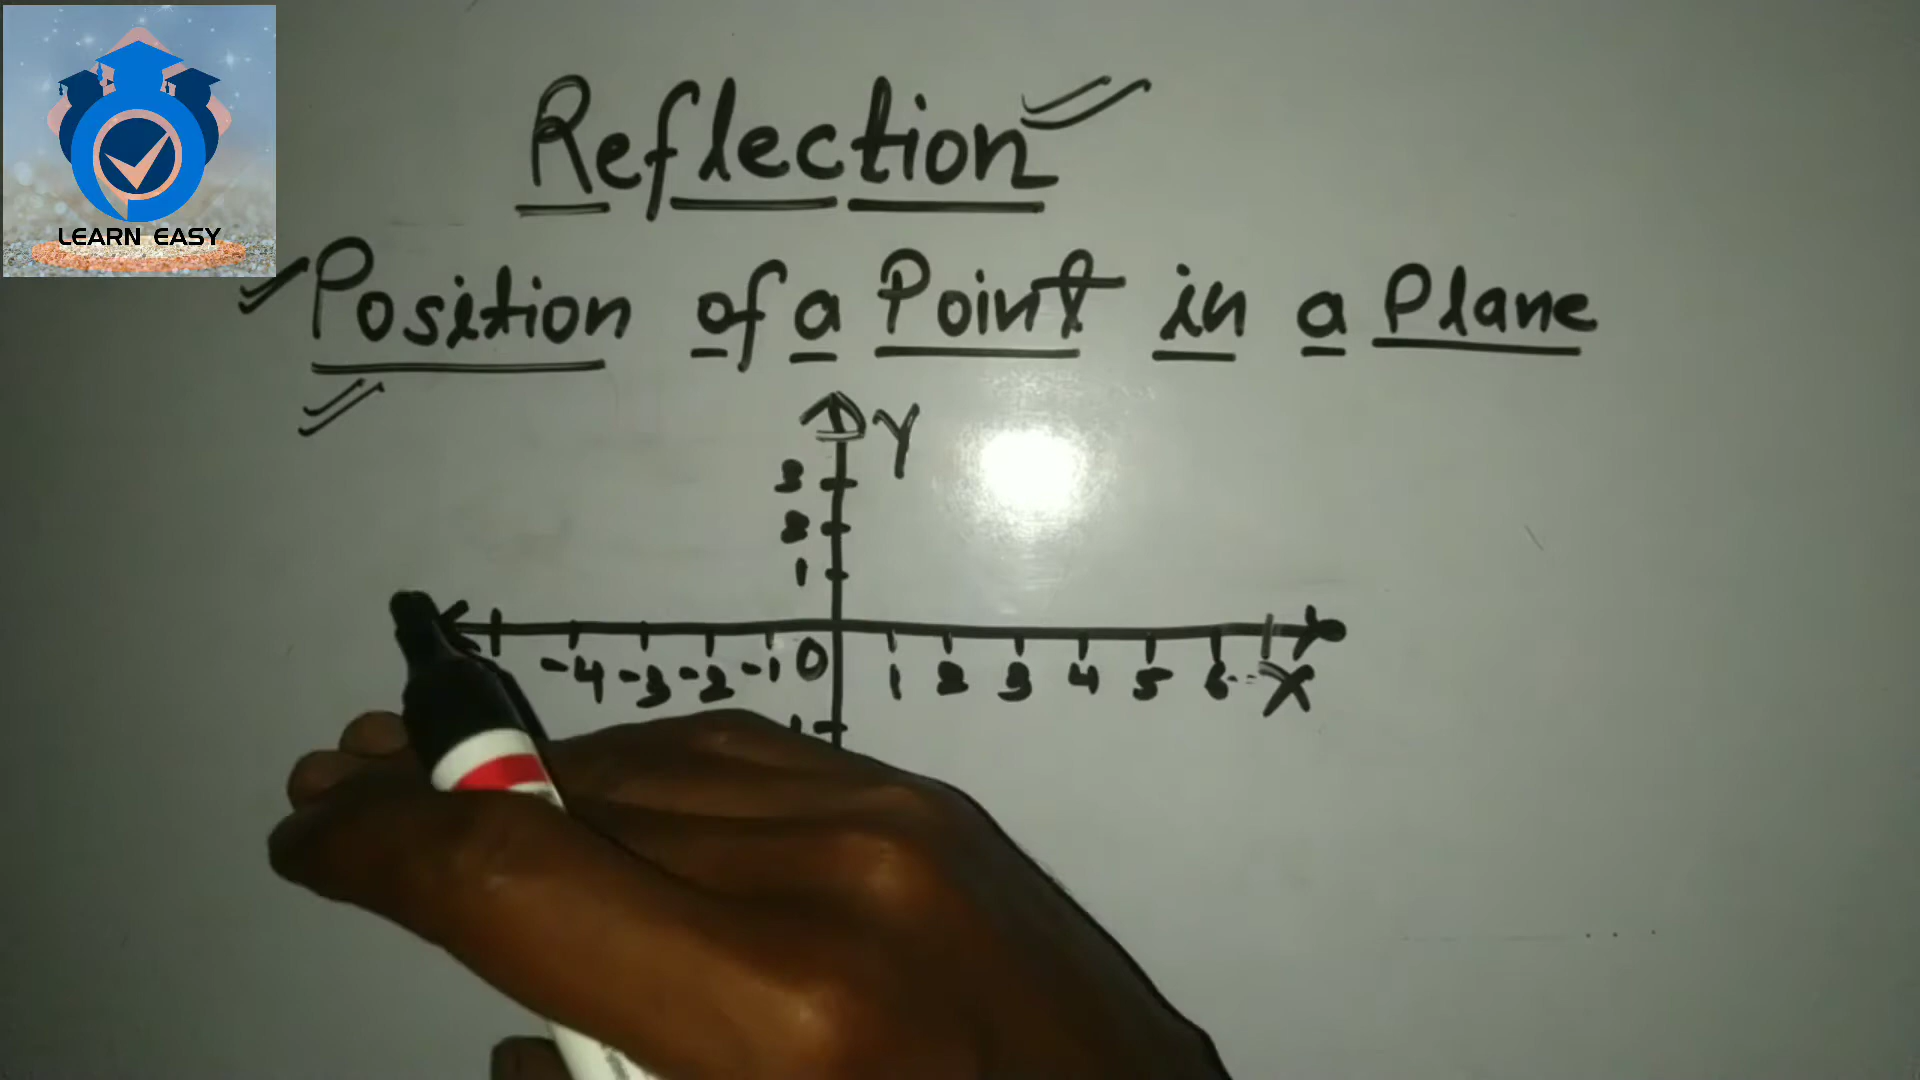 LEARN EASY
Reflection
Position of a Point in a Plane
Y
3
2
1
-4 -3 -2 -1 0 1 2 3 4 5 6 -- X